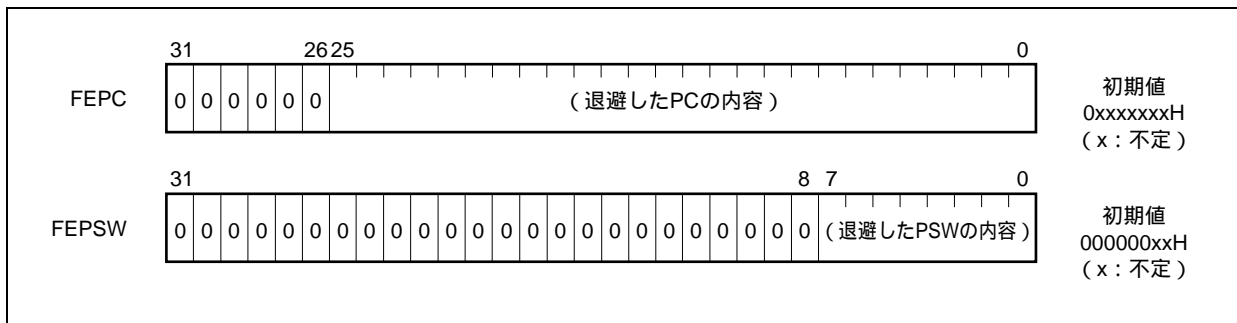 31 26 25 0
FEPC 0 0 0 0 0 0 (退避したPCの内容) 初期値
0xxxxxxxH
(x:不定)
31 8 7 0
FEPSW 0 0 0 0 0 0 0 0 0 0 0 0 0 0 0 0 0 0 0 0 0 0 0 0 (退避したPSWの内容) 初期値
000000xxH
(x:不定)